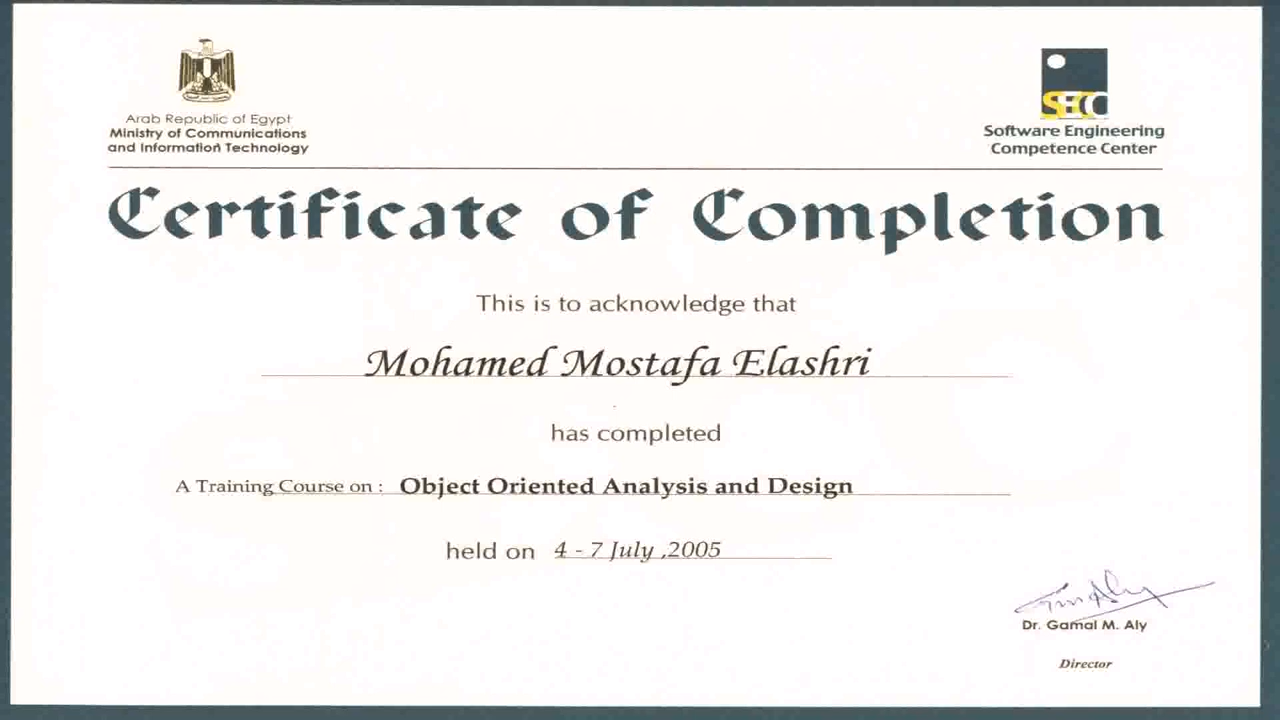 Arab Republic of Egypt
Ministry of Communications
and Information Technology
SECC
Software Engineering
Competence Center
Certificate of Completion
This is to acknowledge that
Mohamed Mostafa Elashri
has completed
A Training Course on : Object Oriented Analysis and Design
held on 4 - 7 July ,2005
Dr. Gamal M. Aly
Director